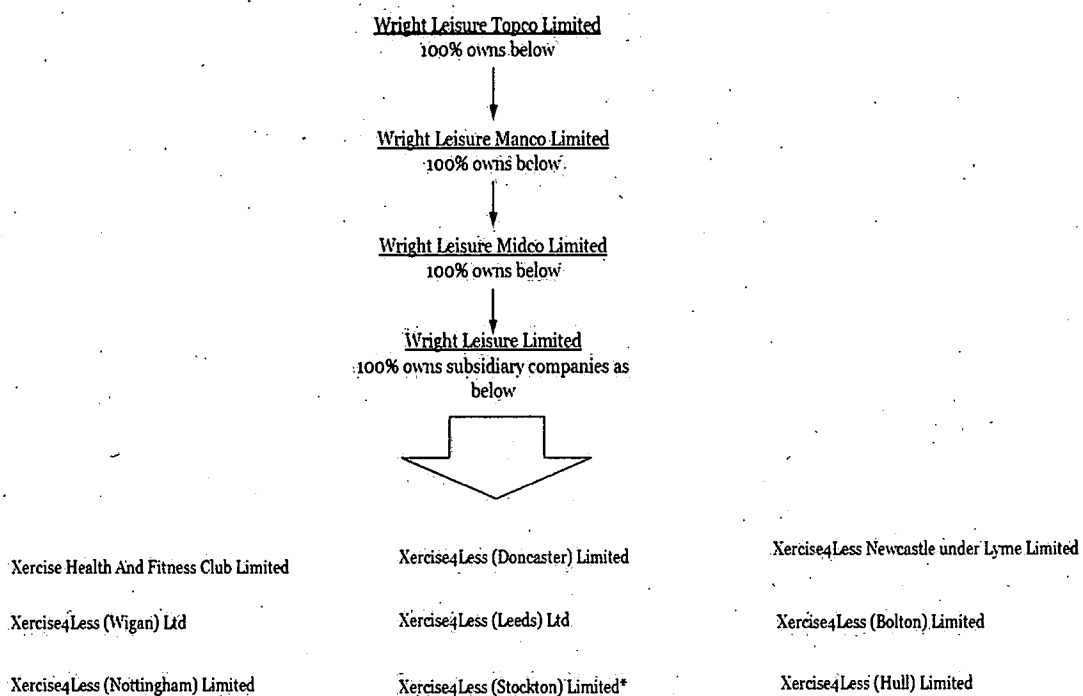 Wright Leisure Topco Limited
100% owns below
Wright Leisure Manco Limited
100% owns below
Wright Leisure Midco Limited
100% owns below
Wright Leisure Limited
100% owns subsidiary companies as
below
Xercise Health And Fitness Club Limited
Xercise4Less (Doncaster) Limited
Xercise4Less Newcastle under Lyme Limited
Xercise4Less (Wigan) Ltd
Xercise4Less (Leeds) Ltd
Xercise4Less (Bolton) Limited
Xercise4Less (Nottingham) Limited
Xercise4Less (Stockton) Limited*
Xercise4Less (Hull) Limited